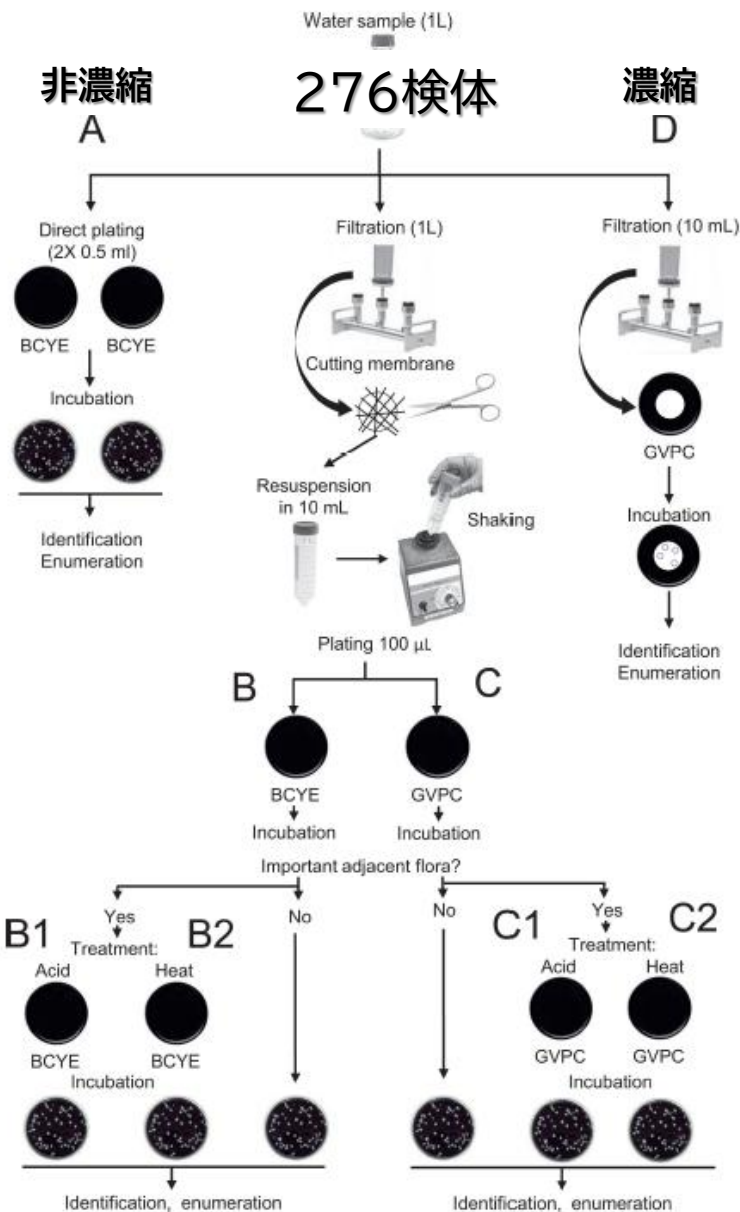 Water sample (1L)
非濃縮
276検体
濃縮
A
D
Direct plating
(2X 0.5 ml)
BCYE
BCYE
Incubation
Identification
Enumeration
Filtration (1L)
Cutting membrane
Resuspension
in 10 mL
Shaking
Plating 100 µL
Filtration (10 mL)
GVPC
Incubation
Identification
Enumeration
B
C
BCYE
GVPC
Incubation
Incubation
Important adjacent flora?
Yes
No
B1
B2
Treatment:
Acid
Heat
BCYE
BCYE
Incubation
Identification, enumeration
No
Yes
C1
C2
Treatment:
Acid
Heat
GVPC
GVPC
Incubation
Identification, enumeration